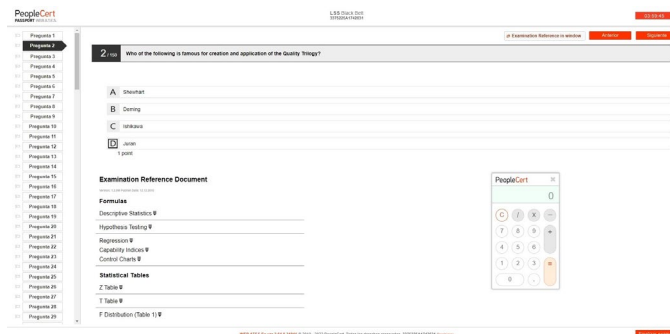 PeopleCert
LSS Black Belt
Examination Reference in window
Anterior
Siguiente
Pregunta 1
Pregunta 2
Pregunta 3
Pregunta 4
Pregunta 5
Pregunta 6
Pregunta 7
Pregunta 8
Pregunta 9
Pregunta 10
Pregunta 11
Pregunta 12
Pregunta 13
Pregunta 14
Pregunta 15
Pregunta 16
Pregunta 17
Pregunta 18
Pregunta 19
Pregunta 20
Pregunta 21
Pregunta 22
Pregunta 23
Pregunta 24
Pregunta 25
Pregunta 26
Pregunta 27
Pregunta 28
Pregunta 29
2 /150 Who of the following is famous for creation and application of the Quality Trilogy?
A Shewhart
B Deming
C Ishikawa
D Juran
1 point
Examination Reference Document
Formulas
Descriptive Statistics
Hypothesis Testing
Regression
Capability Indices
Control Charts
Statistical Tables
Z Table
T Table
F Distribution (Table 1)
PeopleCert ×
0
C / X −
7 8 9 +
4 5 6
1 2 3 =
0 .